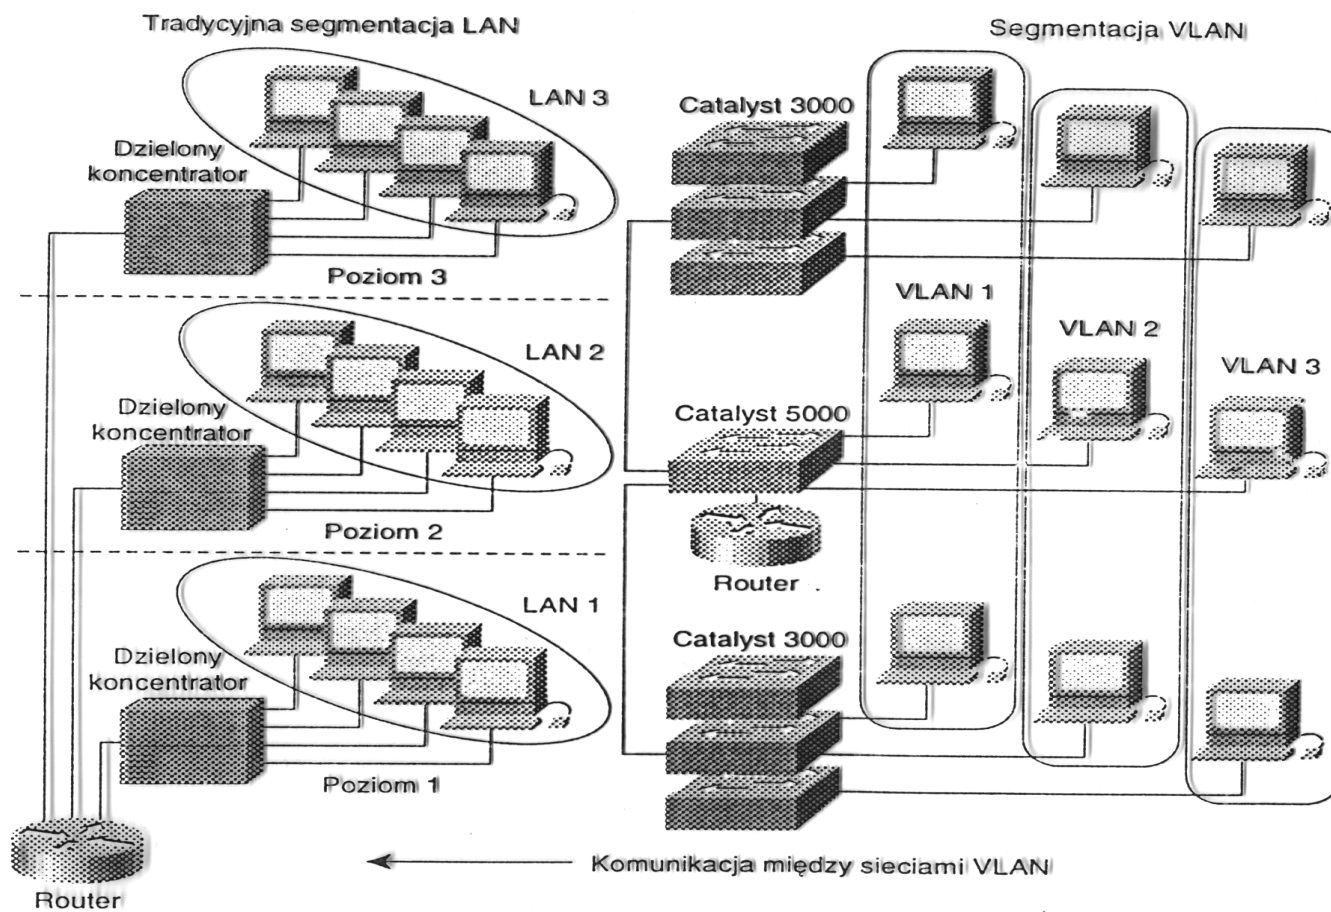 Tradycyjna segmentacja LAN
LAN 3
Dzielony
koncentrator
Poziom 3
LAN 2
Dzielony
koncentrator
Poziom 2
LAN 1
Dzielony
koncentrator
Poziom 1
Router
Segmentacja VLAN
Catalyst 3000
VLAN 1
VLAN 2
VLAN 3
Catalyst 5000
Router
Catalyst 3000
Komunikacja między sieciami VLAN